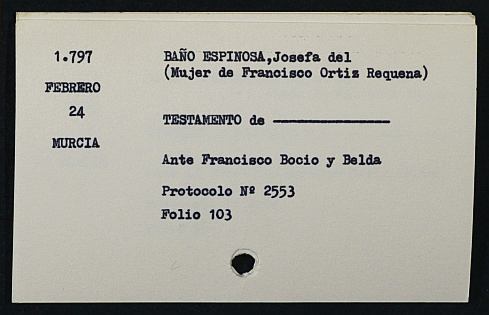 1.797
FEBRERO
24
MURCIA
BAÑO ESPINOSA,Josefa del
(Mujer de Francisco Ortiz Requena)
TESTAMENTO de ────────
Ante Francisco Bocio y Belda
Protocolo Nº 2553
Folio 103